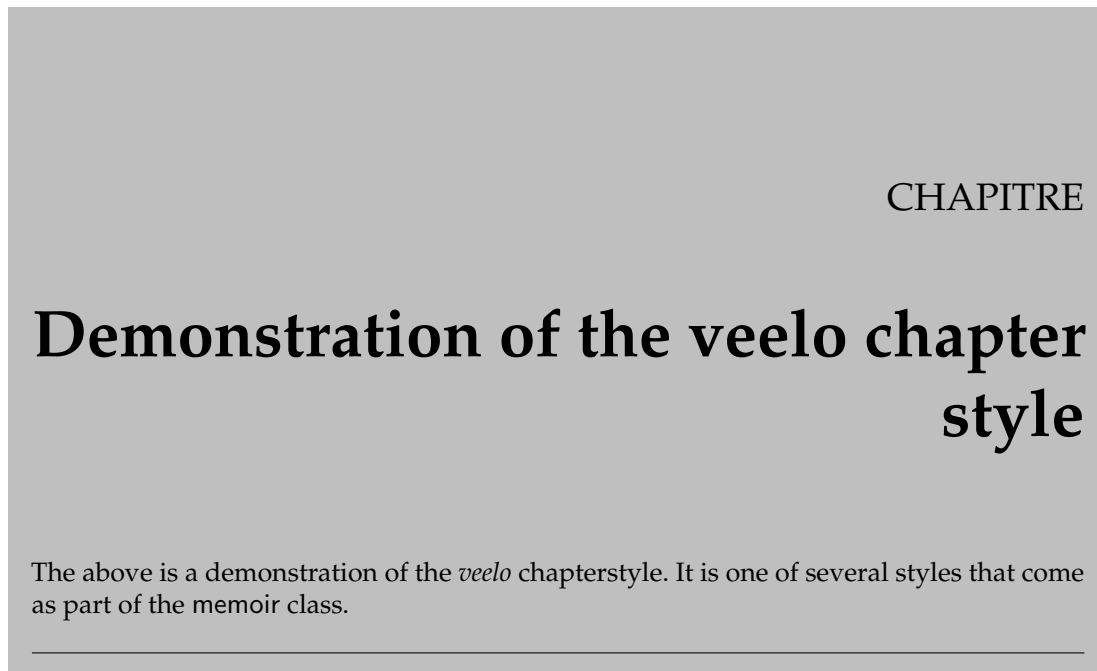 CHAPITRE
Demonstration of the veelo chapter
style
The above is a demonstration of the veelo chapterstyle. It is one of several styles that come
as part of the memoir class.